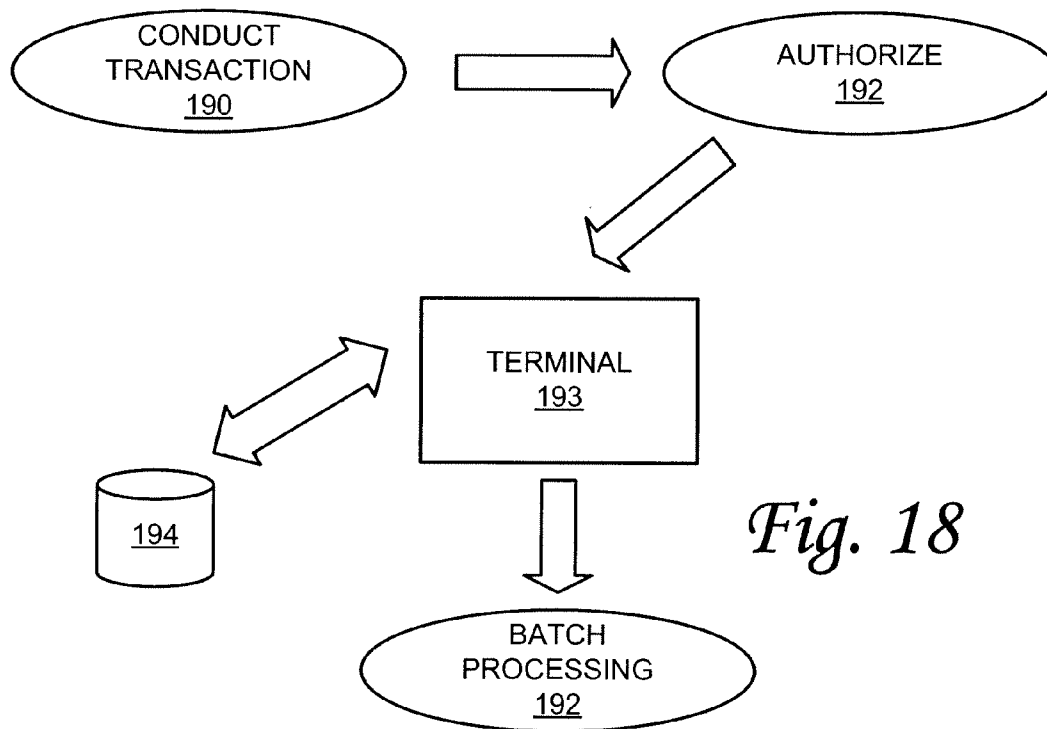 CONDUCT
TRANSACTION
190
AUTHORIZE
192
TERMINAL
193
194
Fig. 18
BATCH
PROCESSING
192